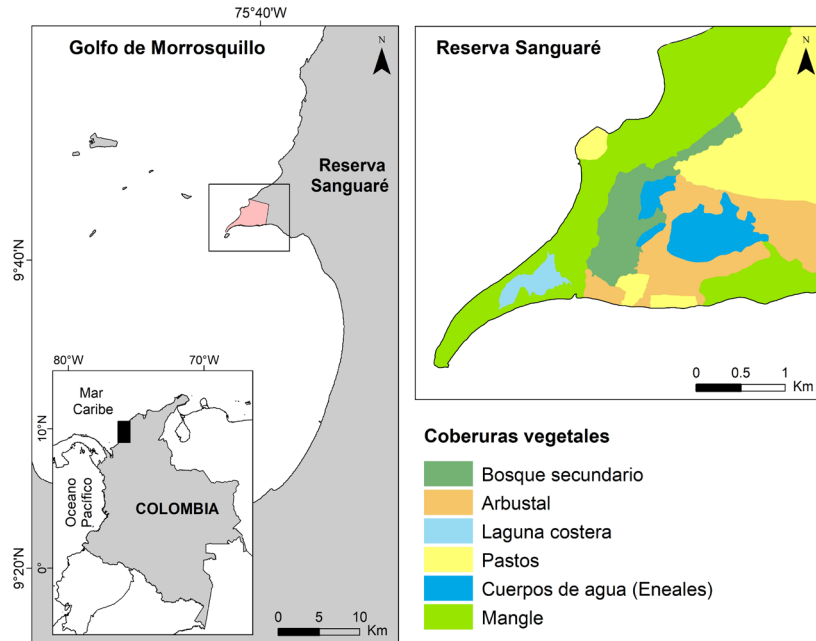 75°40'W
Golfo de Morrosquillo
N
Reserva
Sanguaré
9°40'N
9°20'N
80°W
70°W
Mar
Caribe
10°N
Oceano
Pacífico
COLOMBIA
0°
0 5 10
Km
Reserva Sanguaré
N
0 0.5 1
Km
Coberuras vegetales
Bosque secundario
Arbustal
Laguna costera
Pastos
Cuerpos de agua (Eneales)
Mangle